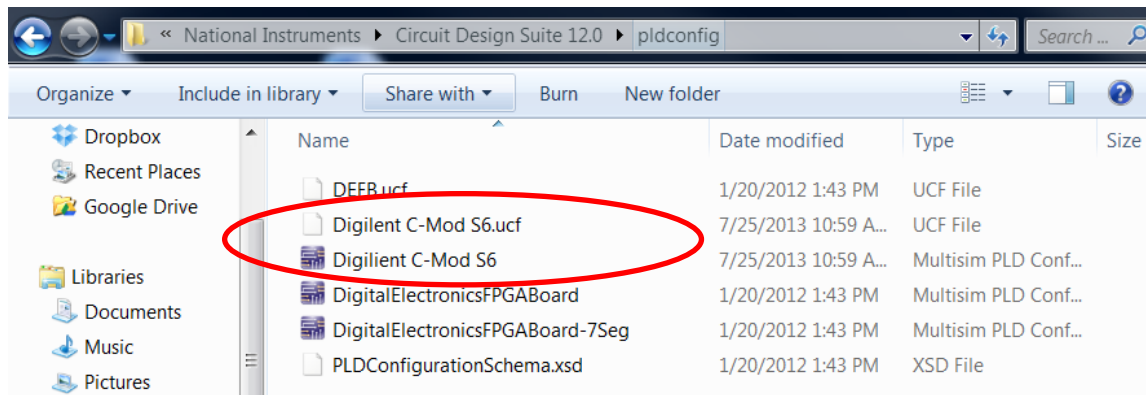 « National Instruments Circuit Design Suite 12.0 pldconfig Search ...
Organize Include in library Share with Burn New folder
Dropbox
Recent Places
Google Drive
Libraries
Documents
Music
Pictures
Name Date modified Type Size
DEFB.ucf 1/20/2012 1:43 PM UCF File
Digilent C-Mod S6.ucf 7/25/2013 10:59 A... UCF File
Digilient C-Mod S6 7/25/2013 10:59 A... Multisim PLD Conf...
DigitalElectronicsFPGABoard 1/20/2012 1:43 PM Multisim PLD Conf...
DigitalElectronicsFPGABoard-7Seg 1/20/2012 1:43 PM Multisim PLD Conf...
PLDConfigurationSchema.xsd 1/20/2012 1:43 PM XSD File